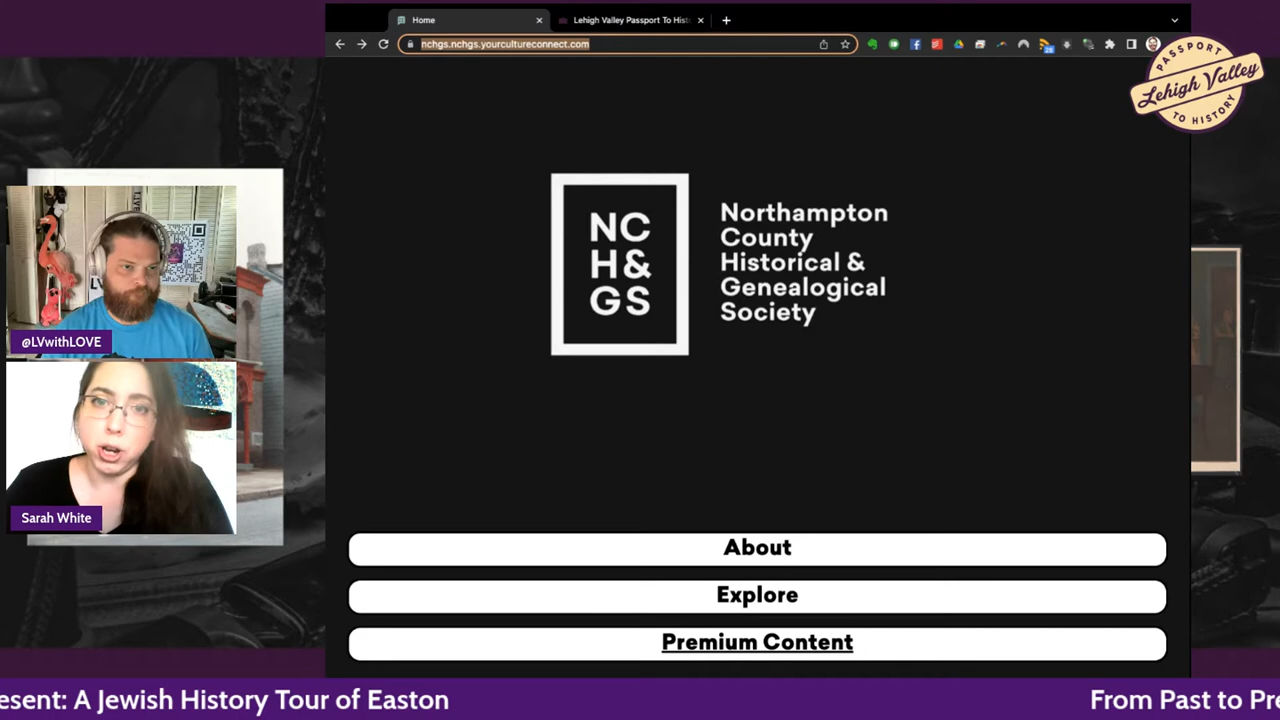 Home
Lehigh Valley Passport To Hist
nchgs.nchgs.yourcultureconnect.com
PASSPORT
Lehigh Valley
TO HISTORY
NC
H&
GS
Northampton
County
Historical &
Genealogical
Society
@LVwithLOVE
Sarah White
About
Explore
Premium Content
esent: A Jewish History Tour of Easton
From Past to Pre